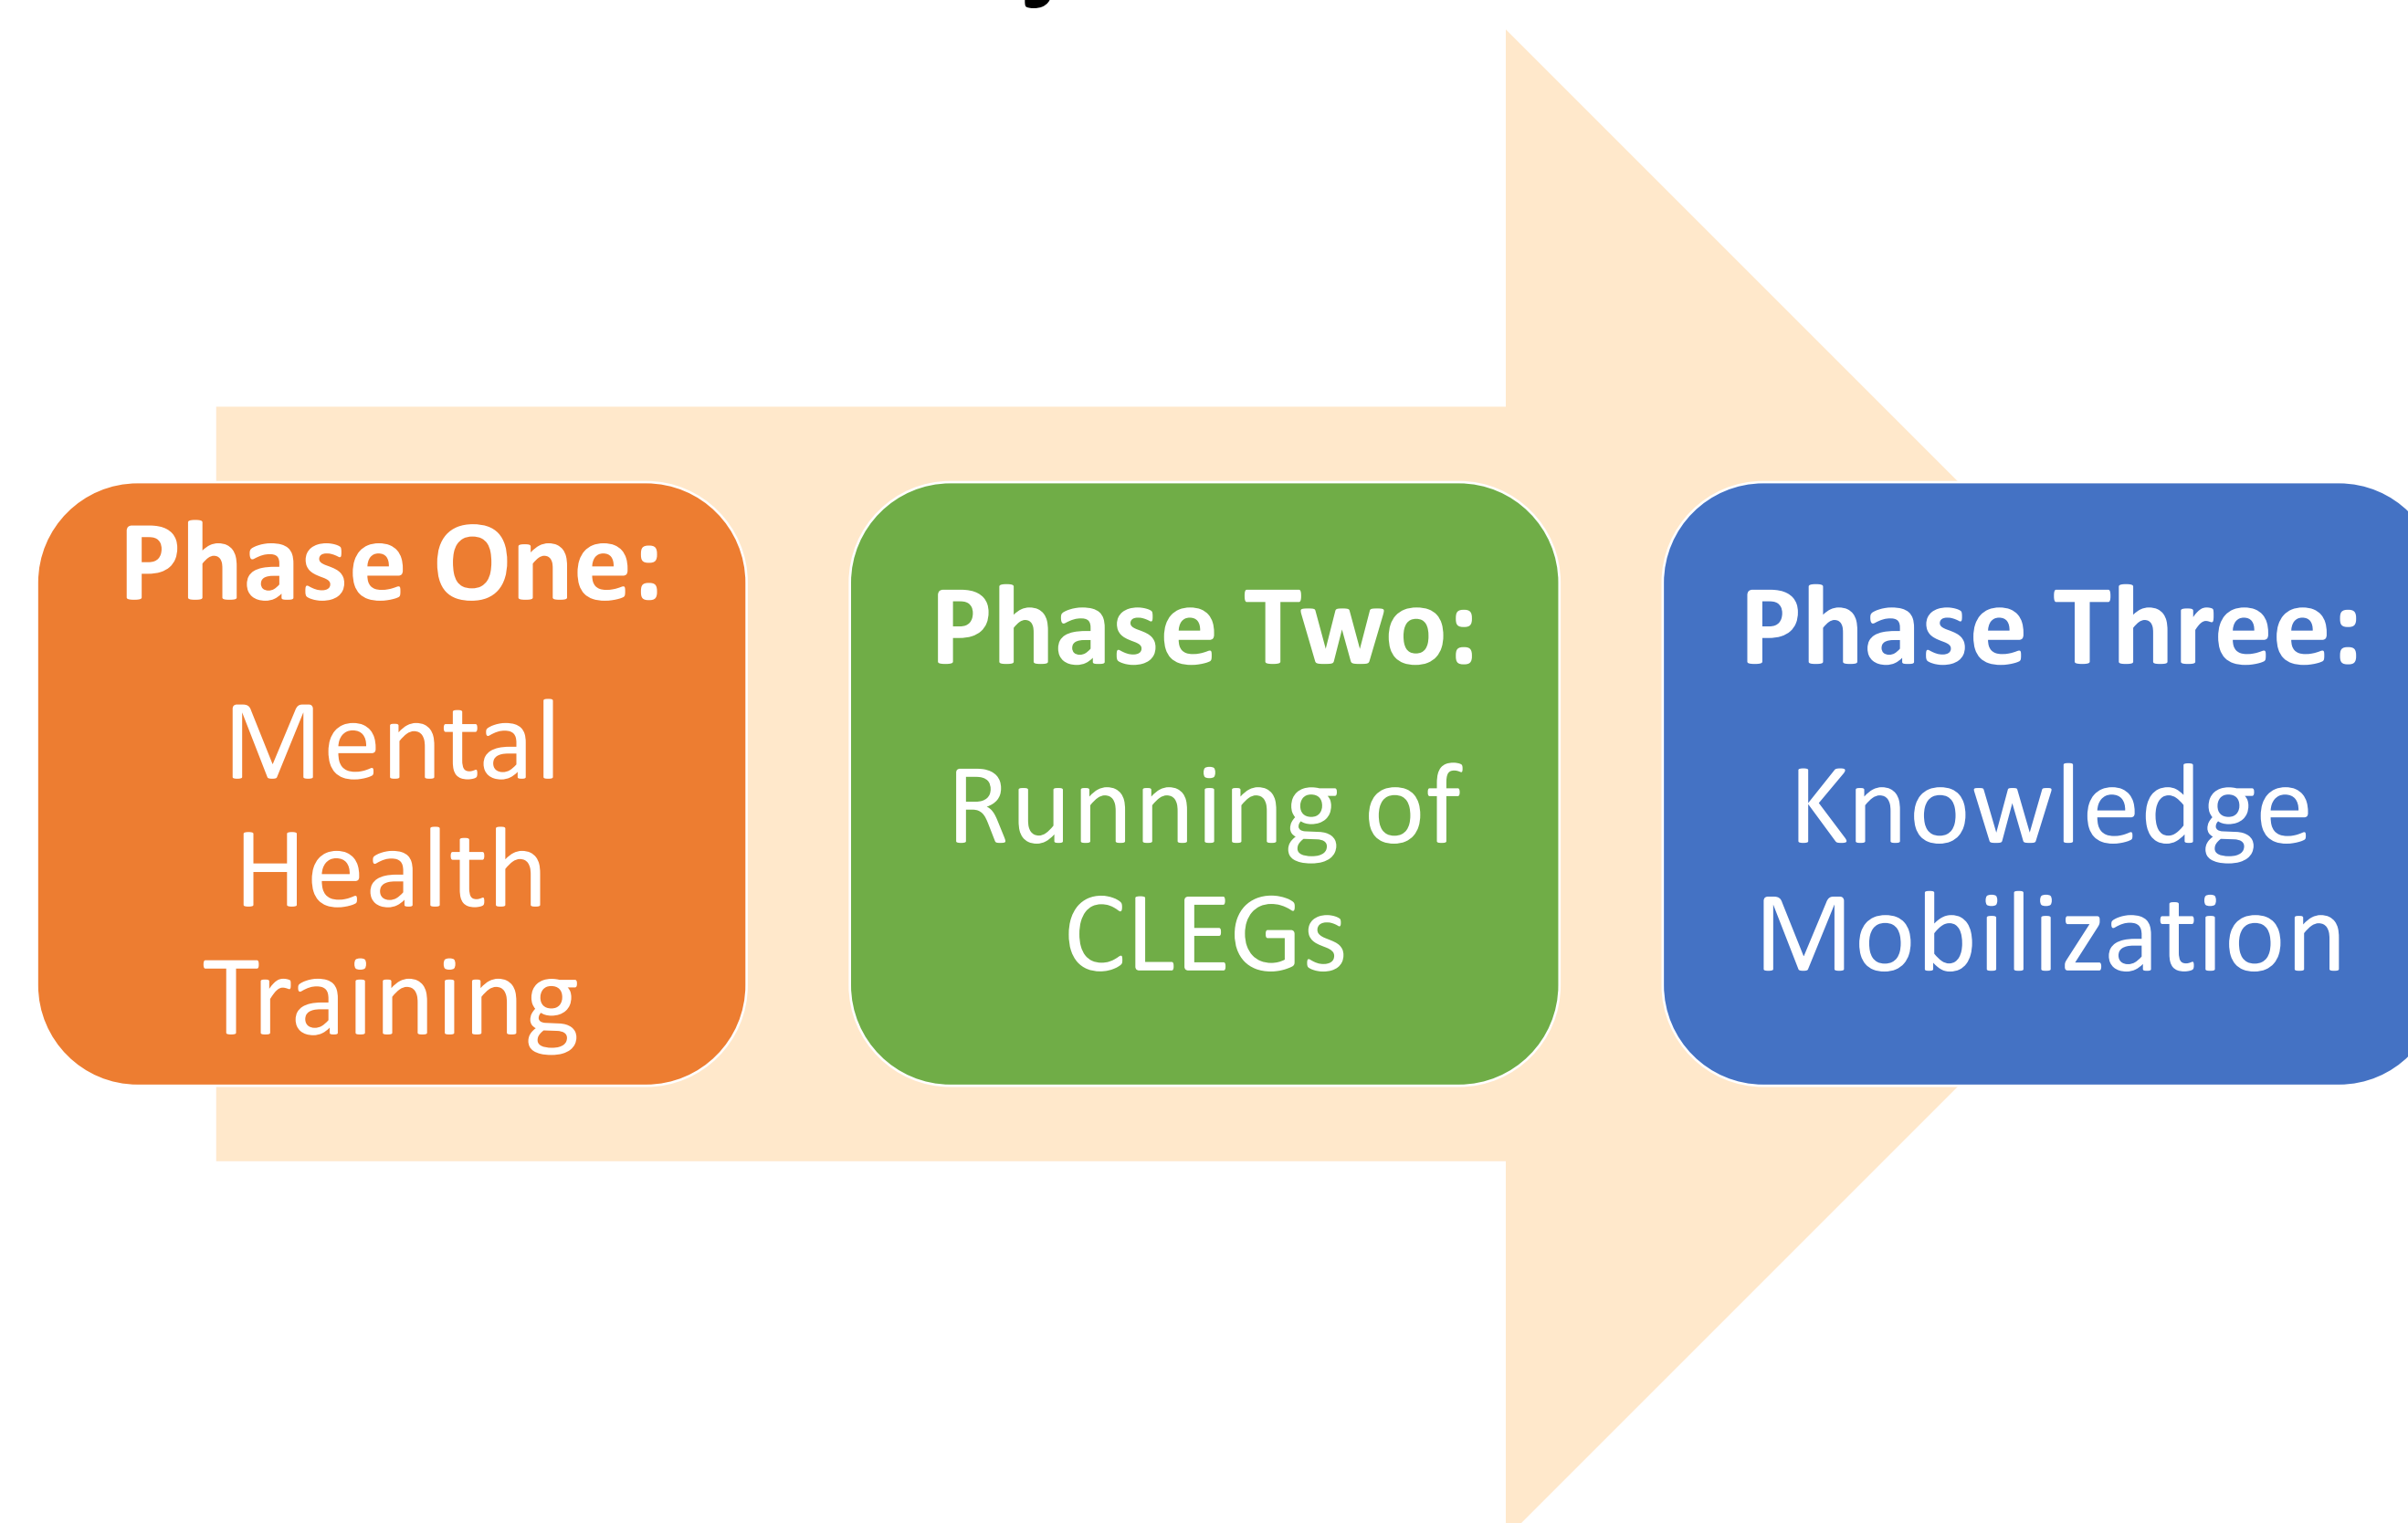 Phase One:
Mental
Health
Training
Phase Two:
Running of
CLEGs
Phase Three:
Knowledge
Mobilization